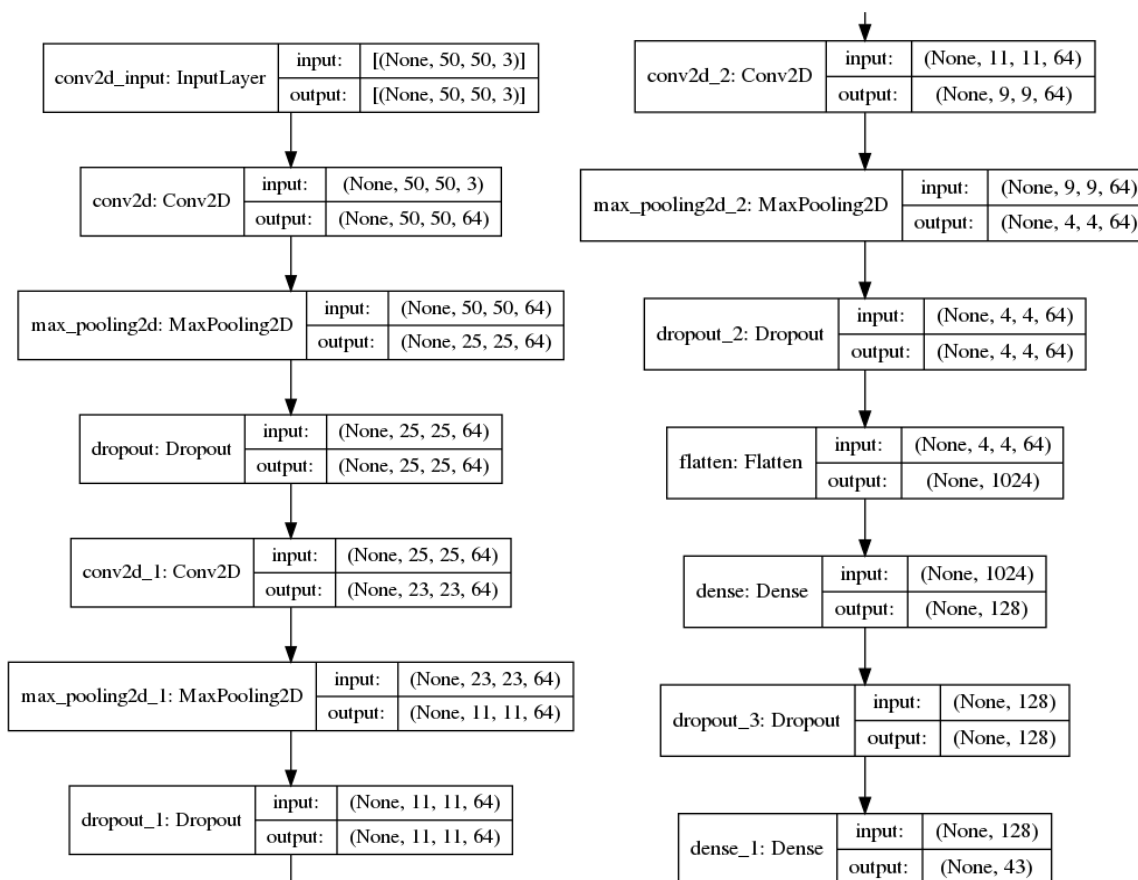 conv2d_input: InputLayer
input: [(None, 50, 50, 3)]
output: [(None, 50, 50, 3)]
conv2d: Conv2D
input: (None, 50, 50, 3)
output: (None, 50, 50, 64)
max_pooling2d: MaxPooling2D
input: (None, 50, 50, 64)
output: (None, 25, 25, 64)
dropout: Dropout
input: (None, 25, 25, 64)
output: (None, 25, 25, 64)
conv2d_1: Conv2D
input: (None, 25, 25, 64)
output: (None, 23, 23, 64)
max_pooling2d_1: MaxPooling2D
input: (None, 23, 23, 64)
output: (None, 11, 11, 64)
dropout_1: Dropout
input: (None, 11, 11, 64)
output: (None, 11, 11, 64)
conv2d_2: Conv2D
input: (None, 11, 11, 64)
output: (None, 9, 9, 64)
max_pooling2d_2: MaxPooling2D
input: (None, 9, 9, 64)
output: (None, 4, 4, 64)
dropout_2: Dropout
input: (None, 4, 4, 64)
output: (None, 4, 4, 64)
flatten: Flatten
input: (None, 4, 4, 64)
output: (None, 1024)
dense: Dense
input: (None, 1024)
output: (None, 128)
dropout_3: Dropout
input: (None, 128)
output: (None, 128)
dense_1: Dense
input: (None, 128)
output: (None, 43)